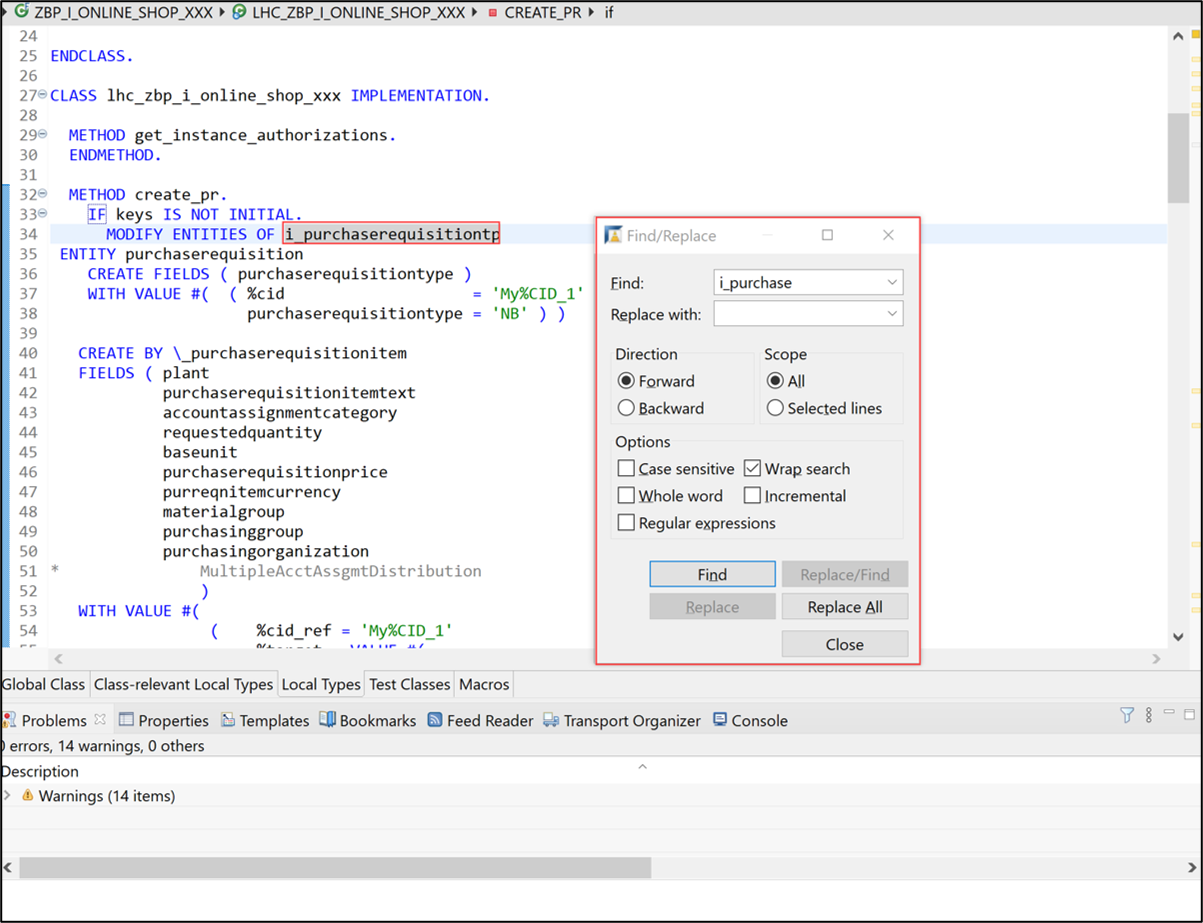 ZBP_I_ONLINE_SHOP_XXX LHC_ZBP_I_ONLINE_SHOP_XXX CREATE_PR if
24
25 ENDCLASS.
26
27 CLASS lhc_zbp_i_online_shop_xxx IMPLEMENTATION.
28
29 METHOD get_instance_authorizations.
30 ENDMETHOD.
31
32 METHOD create_pr.
33 IF keys IS NOT INITIAL.
34 MODIFY ENTITIES OF i_purchaserequisitiontp
35 ENTITY purchaserequisition
36 CREATE FIELDS ( purchaserequisitiontype )
37 WITH VALUE #( ( %cid = 'My%CID_1'
38 purchaserequisitiontype = 'NB' ) )
39
40 CREATE BY \_purchaserequisitionitem
41 FIELDS ( plant
42 purchaserequisitionitemtext
43 accountassignmentcategory
44 requestedquantity
45 baseunit
46 purchaserequisitionprice
47 purreqnitemcurrency
48 materialgroup
49 purchasinggroup
50 purchasingorganization
51 * MultipleAcctAssgmtDistribution
52 )
53 WITH VALUE #(
54 ( %cid_ref = 'My%CID_1'
Find/Replace
Find: i_purchase
Replace with:
Direction Scope
Forward All
Backward Selected lines
Options
Case sensitive Wrap search
Whole word Incremental
Regular expressions
Find Replace/Find
Replace Replace All
Close
Global Class Class-relevant Local Types Local Types Test Classes Macros
Problems Properties Templates Bookmarks Feed Reader Transport Organizer Console
0 errors, 14 warnings, 0 others
Description
Warnings (14 items)